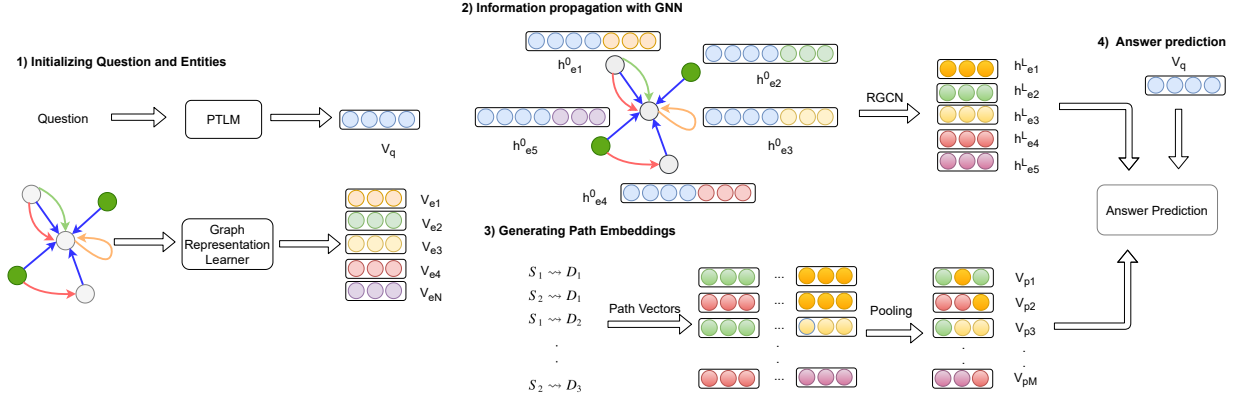 1) Initializing Question and Entities
Question
PTLM
V_q
Graph
Representation
Learner
V_e1
V_e2
V_e3
V_e4
V_eN
2) Information propagation with GNN
h^0_e1
h^0_e2
h^0_e5
h^0_e3
h^0_e4
RGCN
h^L_e1
h^L_e2
h^L_e3
h^L_e4
h^L_e5
3) Generating Path Embeddings
S_1 ⇝ D_1
S_2 ⇝ D_1
S_1 ⇝ D_2
.
.
S_2 ⇝ D_3
Path Vectors
...
...
...
.
.
...
Pooling
V_p1
V_p2
V_p3
. .
. .
V_pM
4) Answer prediction
V_q
Answer Prediction